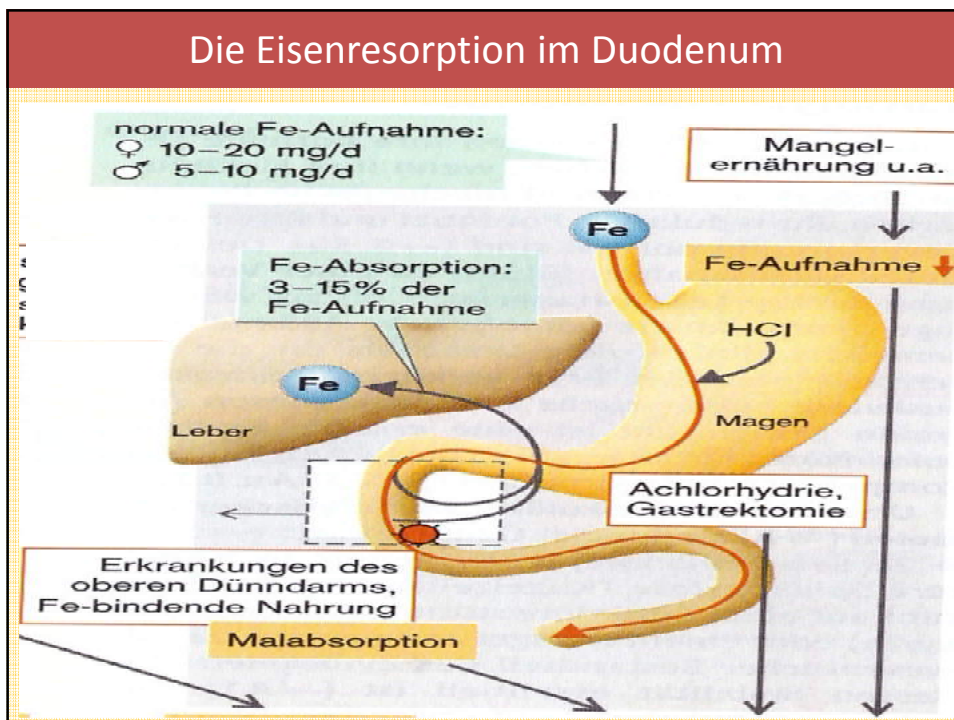 Die Eisenresorption im Duodenum
normale Fe-Aufnahme:
♀ 10–20 mg/d
♂ 5–10 mg/d
Mangel-
ernährung u.a.
Fe
Fe-Aufnahme
Fe-Absorption:
3–15% der
Fe-Aufnahme
HCl
Fe
Leber
Magen
Achlorhydrie,
Gastrektomie
Erkrankungen des
oberen Dünndarms,
Fe-bindende Nahrung
Malabsorption